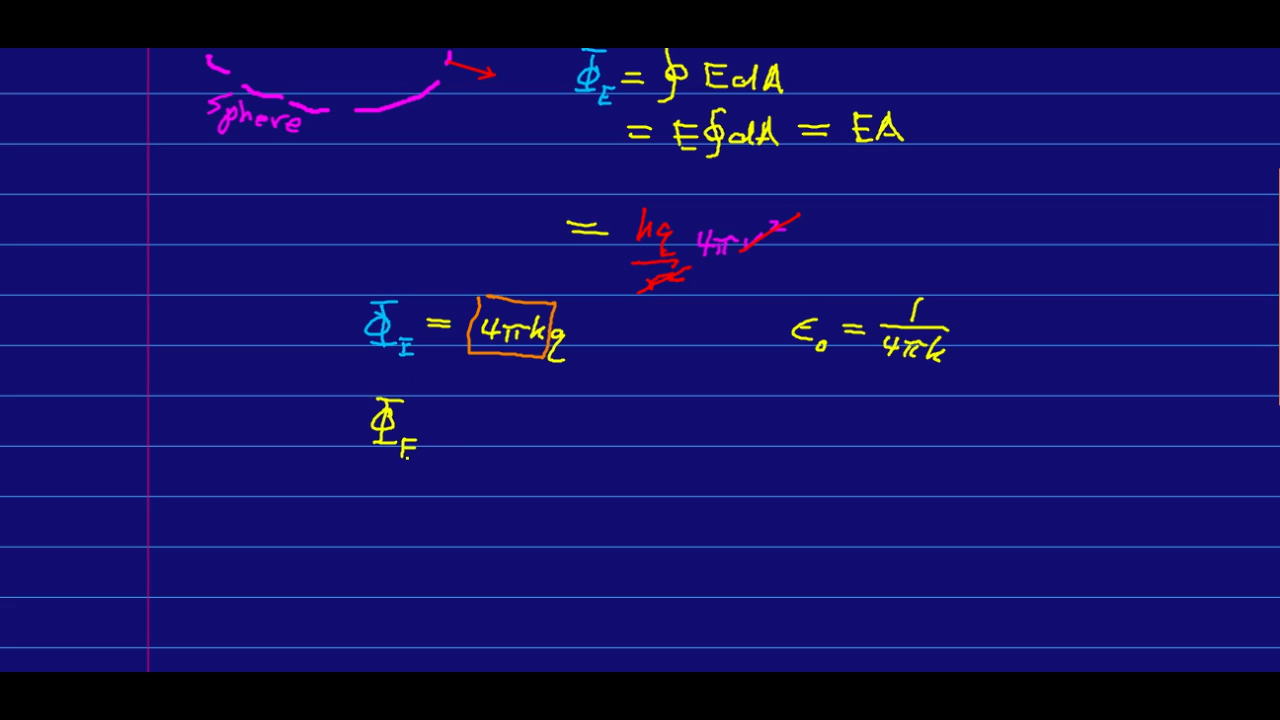 Φ_E = ∮ E dA
sphere
= E ∮ dA = EA
= kq/r² 4πr²
Φ_E = 4πkq
ϵ₀ = 1/4πk
Φ_E